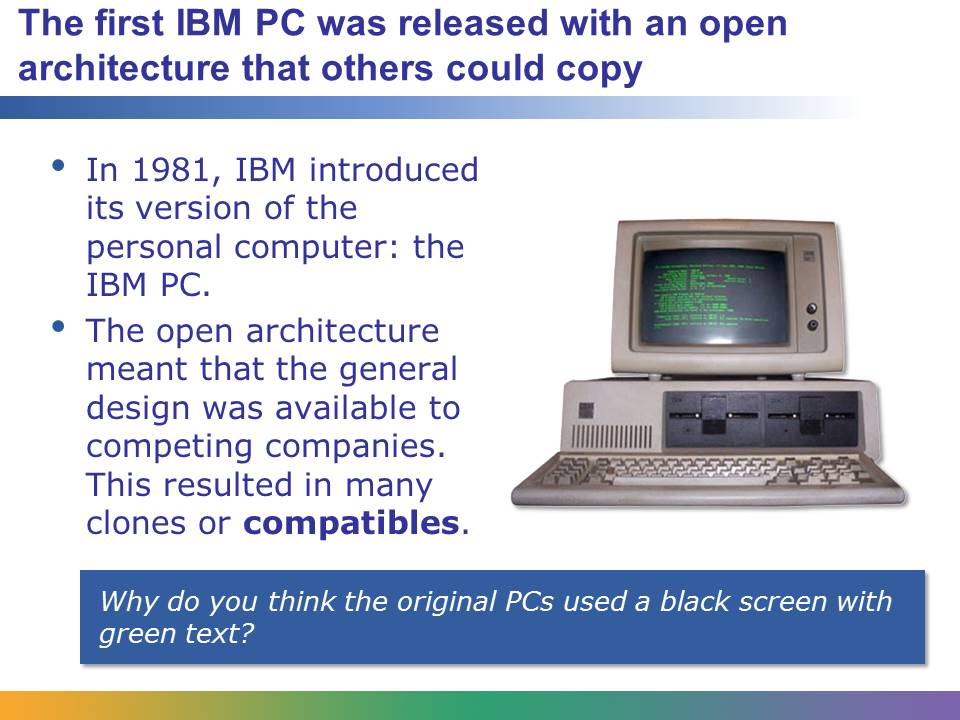 The first IBM PC was released with an open
architecture that others could copy
• In 1981, IBM introduced
its version of the
personal computer: the
IBM PC.
• The open architecture
meant that the general
design was available to
competing companies.
This resulted in many
clones or compatibles.
Why do you think the original PCs used a black screen with
green text?